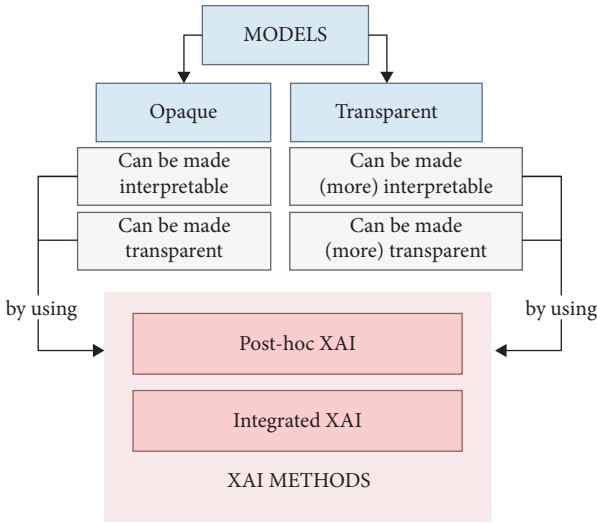 MODELS
Opaque
Transparent
Can be made
interpretable
Can be made
(more) interpretable
Can be made
transparent
Can be made
(more) transparent
by using
by using
Post-hoc XAI
Integrated XAI
XAI METHODS